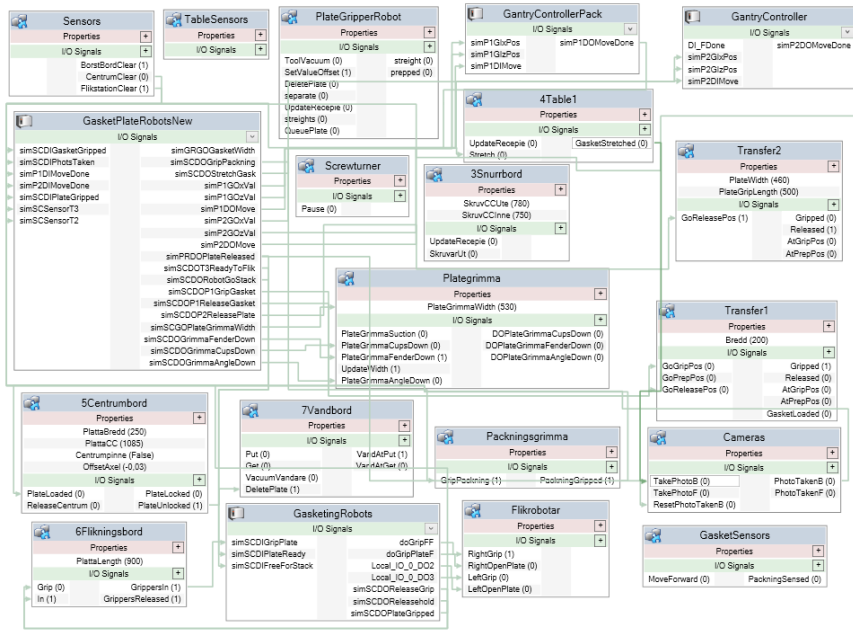 Sensors
Properties +
I/O Signals +
BorstBordClear (1)
CentrumClear (0)
FlikstationClear (1)
TableSensors
Properties +
I/O Signals +
PlateGripperRobot
Properties +
I/O Signals +
ToolVacuum (0) streight (0)
SetValueOffset (1) prepped (0)
DeletePlate (0)
separate (0)
UpdateRecepie (0)
streights (0)
QueuePlate (0)
GantryControllerPack
I/O Signals
simP1GIxPos simP1DOMoveDone
simP1GIzPos
simP1DIMove
GantryController
I/O Signals
DI_FDone simP2DOMoveDone
simP2GIxPos
simP2GIzPos
simP2DIMove
GasketPlateRobotsNew
I/O Signals
simSCDIGasketGripped simGRGOGasketWidth
simSCDIPhotsTaken simSCDOGripPackning
simP1DIMoveDone simSCDOStretchGask
simP2DIMoveDone simP1GOxVal
simSCDIPlateGripped simP1GOzVal
simSCSensorT3 simP1DOMove
simSCSensorT2 simP2GOxVal
simP2GOzVal
simP2DOMove
simPRDOPlateReleased
simSCDOT3ReadyToFlik
simSCDORobotGoStack
simSCDOP1GripGasket
simSCDOP1ReleaseGasket
simSCDOP2ReleasePlate
simSCGOPlateGrimmaWidth
simSCDOGrimmaFenderDown
simSCDOGrimmaCupsDown
simSCDOGrimmaAngleDown
4Table1
Properties +
I/O Signals +
UpdateRecepie (0) GasketStretched (0)
Stretch (0)
Screwturner
Properties +
I/O Signals +
Pause (0)
3Snurrbord
Properties +
SkruvCCUte (780)
SkruvCCInne (750)
I/O Signals +
UpdateRecepie (0)
SkruvarUt (0)
Transfer2
Properties +
PlateWidth (460)
PlateGripLength (500)
I/O Signals +
GoReleasePos (1) Gripped (0)
Released (1)
AtGripPos (0)
AtPrepPos (0)
Plategrimma
Properties +
PlateGrimmaWidth (530)
I/O Signals +
PlateGrimmaSuction (0) DOPlateGrimmaCupsDown (0)
PlateGrimmaCupsDown (0) DOPlateGrimmaFenderDown (0)
PlateGrimmaFenderDown (1) DOPlateGrimmaAngleDown (0)
UpdateWidth (1)
PlateGrimmaAngleDown (0)
Transfer1
Properties +
Bredd (200)
I/O Signals +
GoGripPos (0) Gripped (1)
GoPrepPos (0) Released (0)
GoReleasePos (0) AtGripPos (0)
AtPrepPos (0)
GasketLoaded (0)
5Centrumbord
Properties +
PlattaBredd (250)
PlattaCC (1085)
Centrumpinne (False)
OffsetAxel (-0,03)
I/O Signals +
PlateLoaded (0) PlateLocked (0)
ReleaseCentrum (0) PlateUnlocked (1)
7Vandbord
Properties +
I/O Signals +
Put (0) VandAtPut (1)
Get (0) VandAtGet (0)
VacuumVandare (0)
DeletePlate (1)
Packningsgrimma
Properties +
I/O Signals +
GripPackning (1) PackningGripped (1)
Cameras
Properties +
I/O Signals +
TakePhotoB (0) PhotoTakenB (0)
TakePhotoF (0) PhotoTakenF (0)
ResetPhotoTakenB (0)
6Flikningsbord
Properties +
PlattaLength (900)
I/O Signals +
Grip (0) GrippersIn (1)
In (1) GrippersReleased (1)
GasketingRobots
I/O Signals
simSCDIGripPlate doGripFF
simSCDIPlateReady doGripPlateF
simSCDIFreeForStack Local_IO_0_DO2
Local_IO_0_DO3
simSCDOReleaseGrip
simSCDOReleasehold
simSCDOPlateGripped
Flikrobotar
Properties +
I/O Signals +
RightGrip (1)
RightOpenPlate (0)
LeftGrip (0)
LeftOpenPlate (0)
GasketSensors
Properties +
I/O Signals +
MoveForward (0) PackningSensed (0)